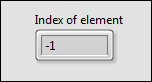 Index of element
-1